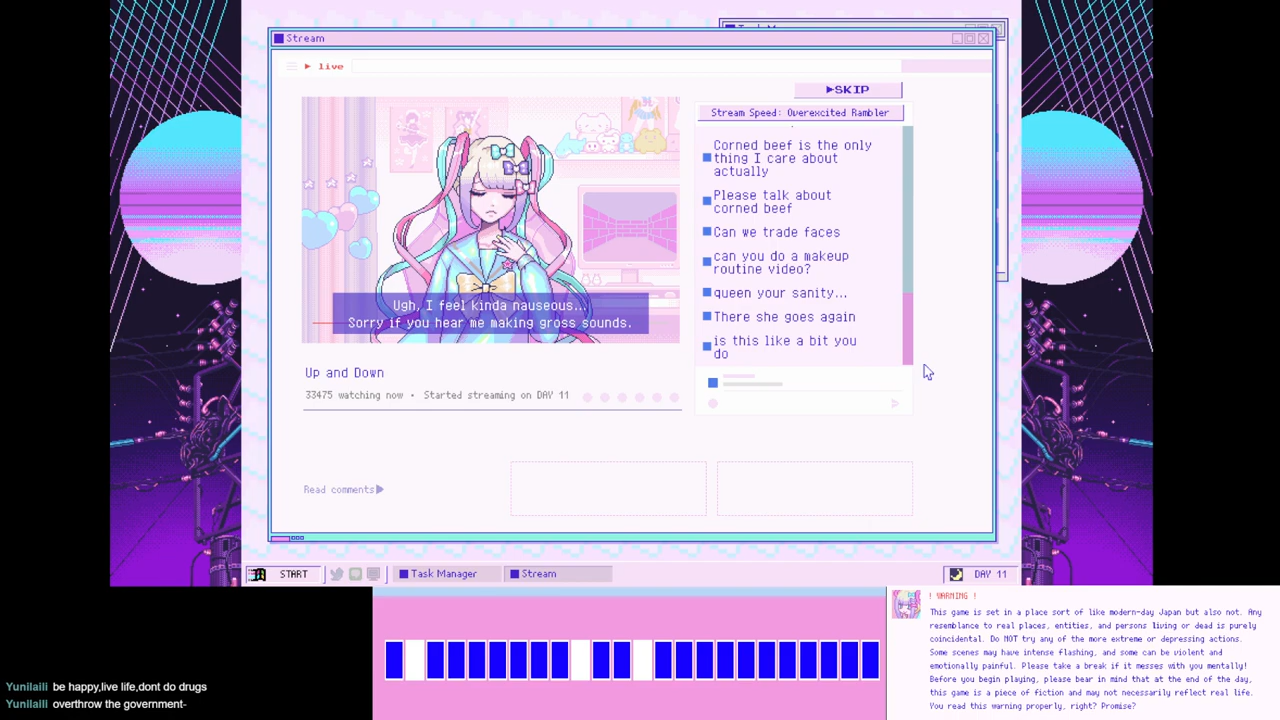 Stream
live
▶SKIP
Stream Speed: Overexcited Rambler
Corned beef is the only
thing I care about
actually
Please talk about
corned beef
Can we trade faces
can you do a makeup
routine video?
queen your sanity...
There she goes again
is this like a bit you
do
Ugh, I feel kinda nauseous...
Sorry if you hear me making gross sounds.
Up and Down
33475 watching now • Started streaming on DAY 11
Read comments▶
START
Task Manager
Stream
DAY 11
Yunilaili be happy,live life,dont do drugs
Yunilaili overthrow the government-
! WARNING !
This game is set in a place sort of like modern-day Japan but also not. Any
resemblance to real places, entities, and persons living or dead is purely
coincidental. Do NOT try any of the more extreme or depressing actions.
Some scenes may have intense flashing, and some can be violent and
emotionally painful. Please take a break if it messes with you mentally!
Before you begin playing, please bear in mind that at the end of the day,
this game is a piece of fiction and may not necessarily reflect real life.
You read this warning properly, right? Promise?